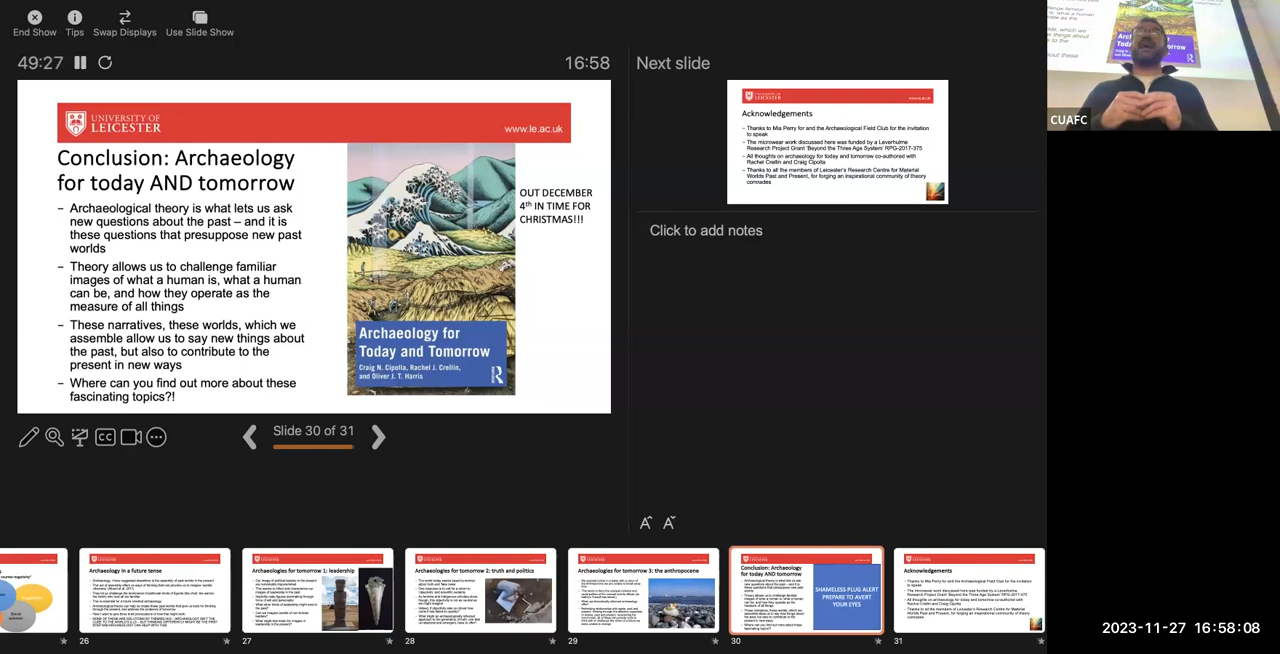 End Show
Tips
Swap Displays
Use Slide Show
49:27
16:58
Next slide
UNIVERSITY OF
LEICESTER
www.le.ac.uk
Conclusion: Archaeology
for today AND tomorrow
– Archaeological theory is what lets us ask
new questions about the past – and it is
these questions that presuppose new past
worlds
– Theory allows us to challenge familiar
images of what a human is, what a human
can be, and how they operate as the
measure of all things
– These narratives, these worlds, which we
assemble allow us to say new things about
the past, but also to contribute to the
present in new ways
– Where can you find out more about these
fascinating topics?!
OUT DECEMBER
4th IN TIME FOR
CHRISTMAS!!!
Archaeology for
Today and Tomorrow
Craig N. Cipolla, Rachel J. Crellin,
and Oliver J. T. Harris
Acknowledgements
- Thanks to Mia Perry for and the Archaeological Field Club for the invitation
to speak
- The microwear work discussed here was funded by a Leverhulme
Research Project Grant 'Beyond the Three Age System' RPG-2017-375
- All thoughts on archaeology for today and tomorrow co-authored with
Rachel Crellin and Craig Cipolla
- Thanks to all the members of Leicester's Research Centre for Material
Worlds Past and Present, for forging an inspirational community of theory
comrades
Click to add notes
CC
Slide 30 of 31
CUAFC
Archaeology in a future tense
Archaeologies for tomorrow 1: leadership
Archaeologies for tomorrow 2: truth and politics
Archaeologies for tomorrow 3: the anthropocene
Conclusion: Archaeology
for today AND tomorrow
SHAMELESS PLUG ALERT
PREPARE TO AVERT
YOUR EYES
Acknowledgements
26
27
28
29
30
31
2023-11-27 16:58:08